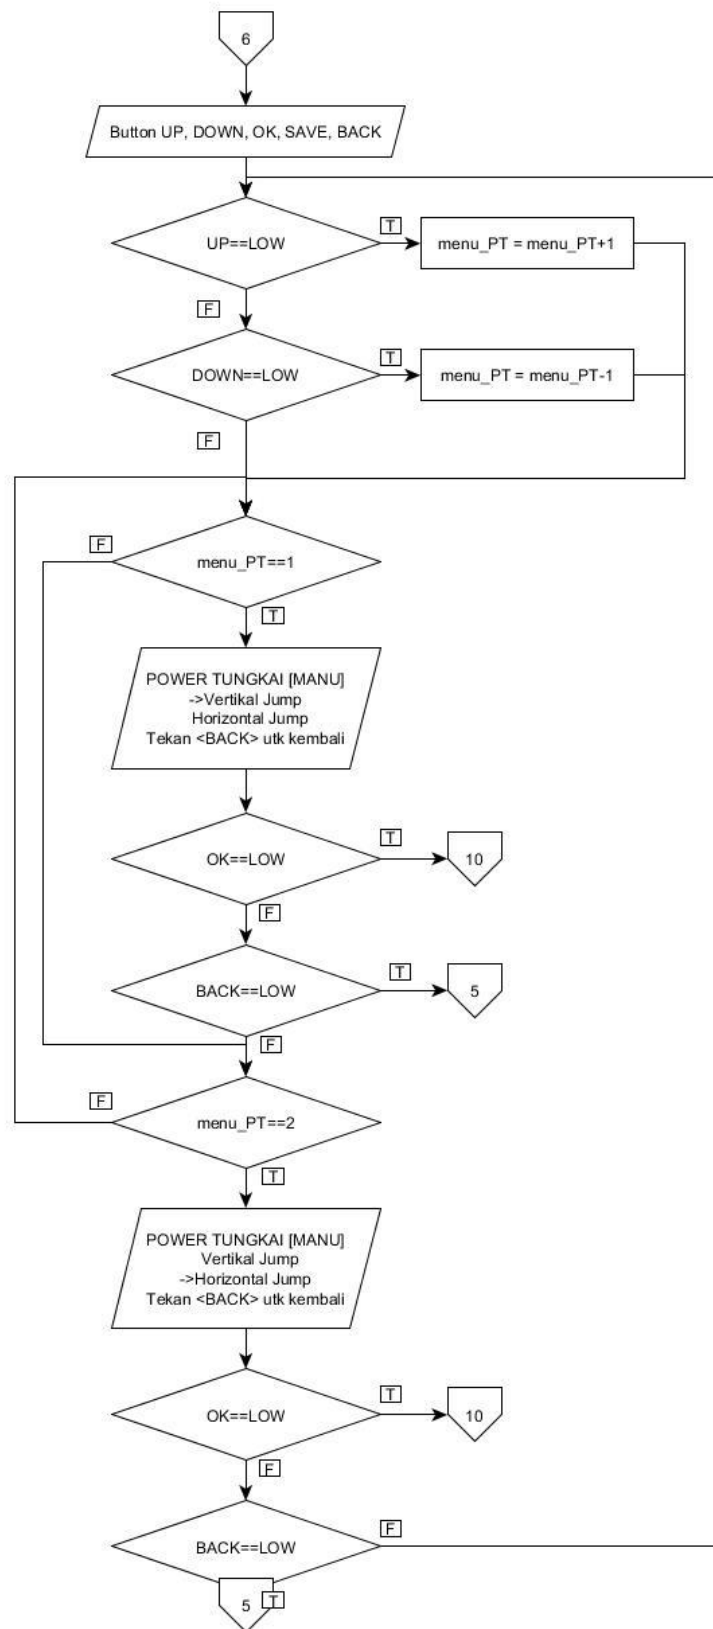 6
Button UP, DOWN, OK, SAVE, BACK
UP==LOW
T
menu_PT = menu_PT+1
F
DOWN==LOW
T
menu_PT = menu_PT-1
F
F
menu_PT==1
T
POWER TUNGKAI [MANU]
->Vertikal Jump
Horizontal Jump
Tekan <BACK> utk kembali
OK==LOW
T
10
F
BACK==LOW
T
5
F
F
menu_PT==2
T
POWER TUNGKAI [MANU]
Vertikal Jump
->Horizontal Jump
Tekan <BACK> utk kembali
OK==LOW
T
10
F
BACK==LOW
F
5
T